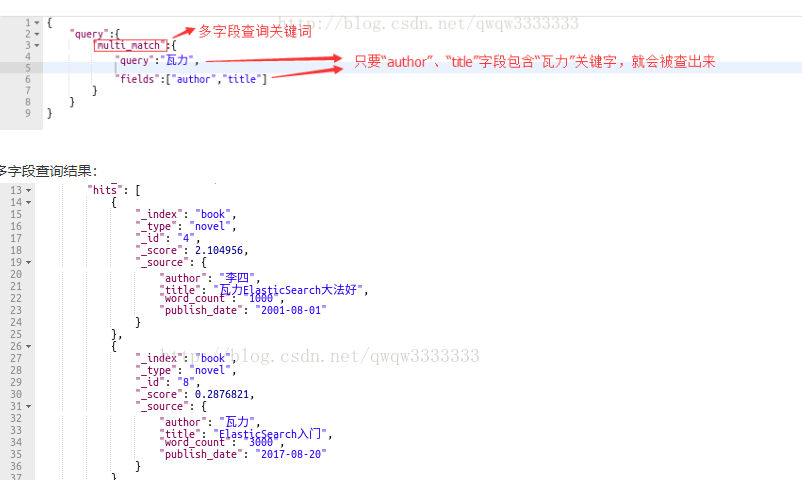 http://blog.csdn.net/qwqw3333333
1 {
2 "query":{
多字段查询关键词
3 "multi_match":{
4 "query":"瓦力",
只要“author”、“title”字段包含“瓦力”关键字，就会被查出来
5
6 "fields":["author","title"]
7 }
8 }
9 }
多字段查询结果：
13 "hits": [
14 {
15 "_index": "book",
16 "_type": "novel",
17 "_id": "4",
18 "_score": 2.104956,
19 "_source": {
20 "author": "李四",
21 "title": "瓦力ElasticSearch大法好",
22 "word_count": "1000",
23 "publish_date": "2001-08-01"
24 }
25 },
26 {
http://blog.csdn.net/qwqw3333333
27 "_index": "book",
28 "_type": "novel",
29 "_id": "8",
30 "_score": 0.2876821,
31 "_source": {
32 "author": "瓦力",
33 "title": "ElasticSearch入门",
34 "word_count": "3000",
35 "publish_date": "2017-08-20"
36 }
37 }